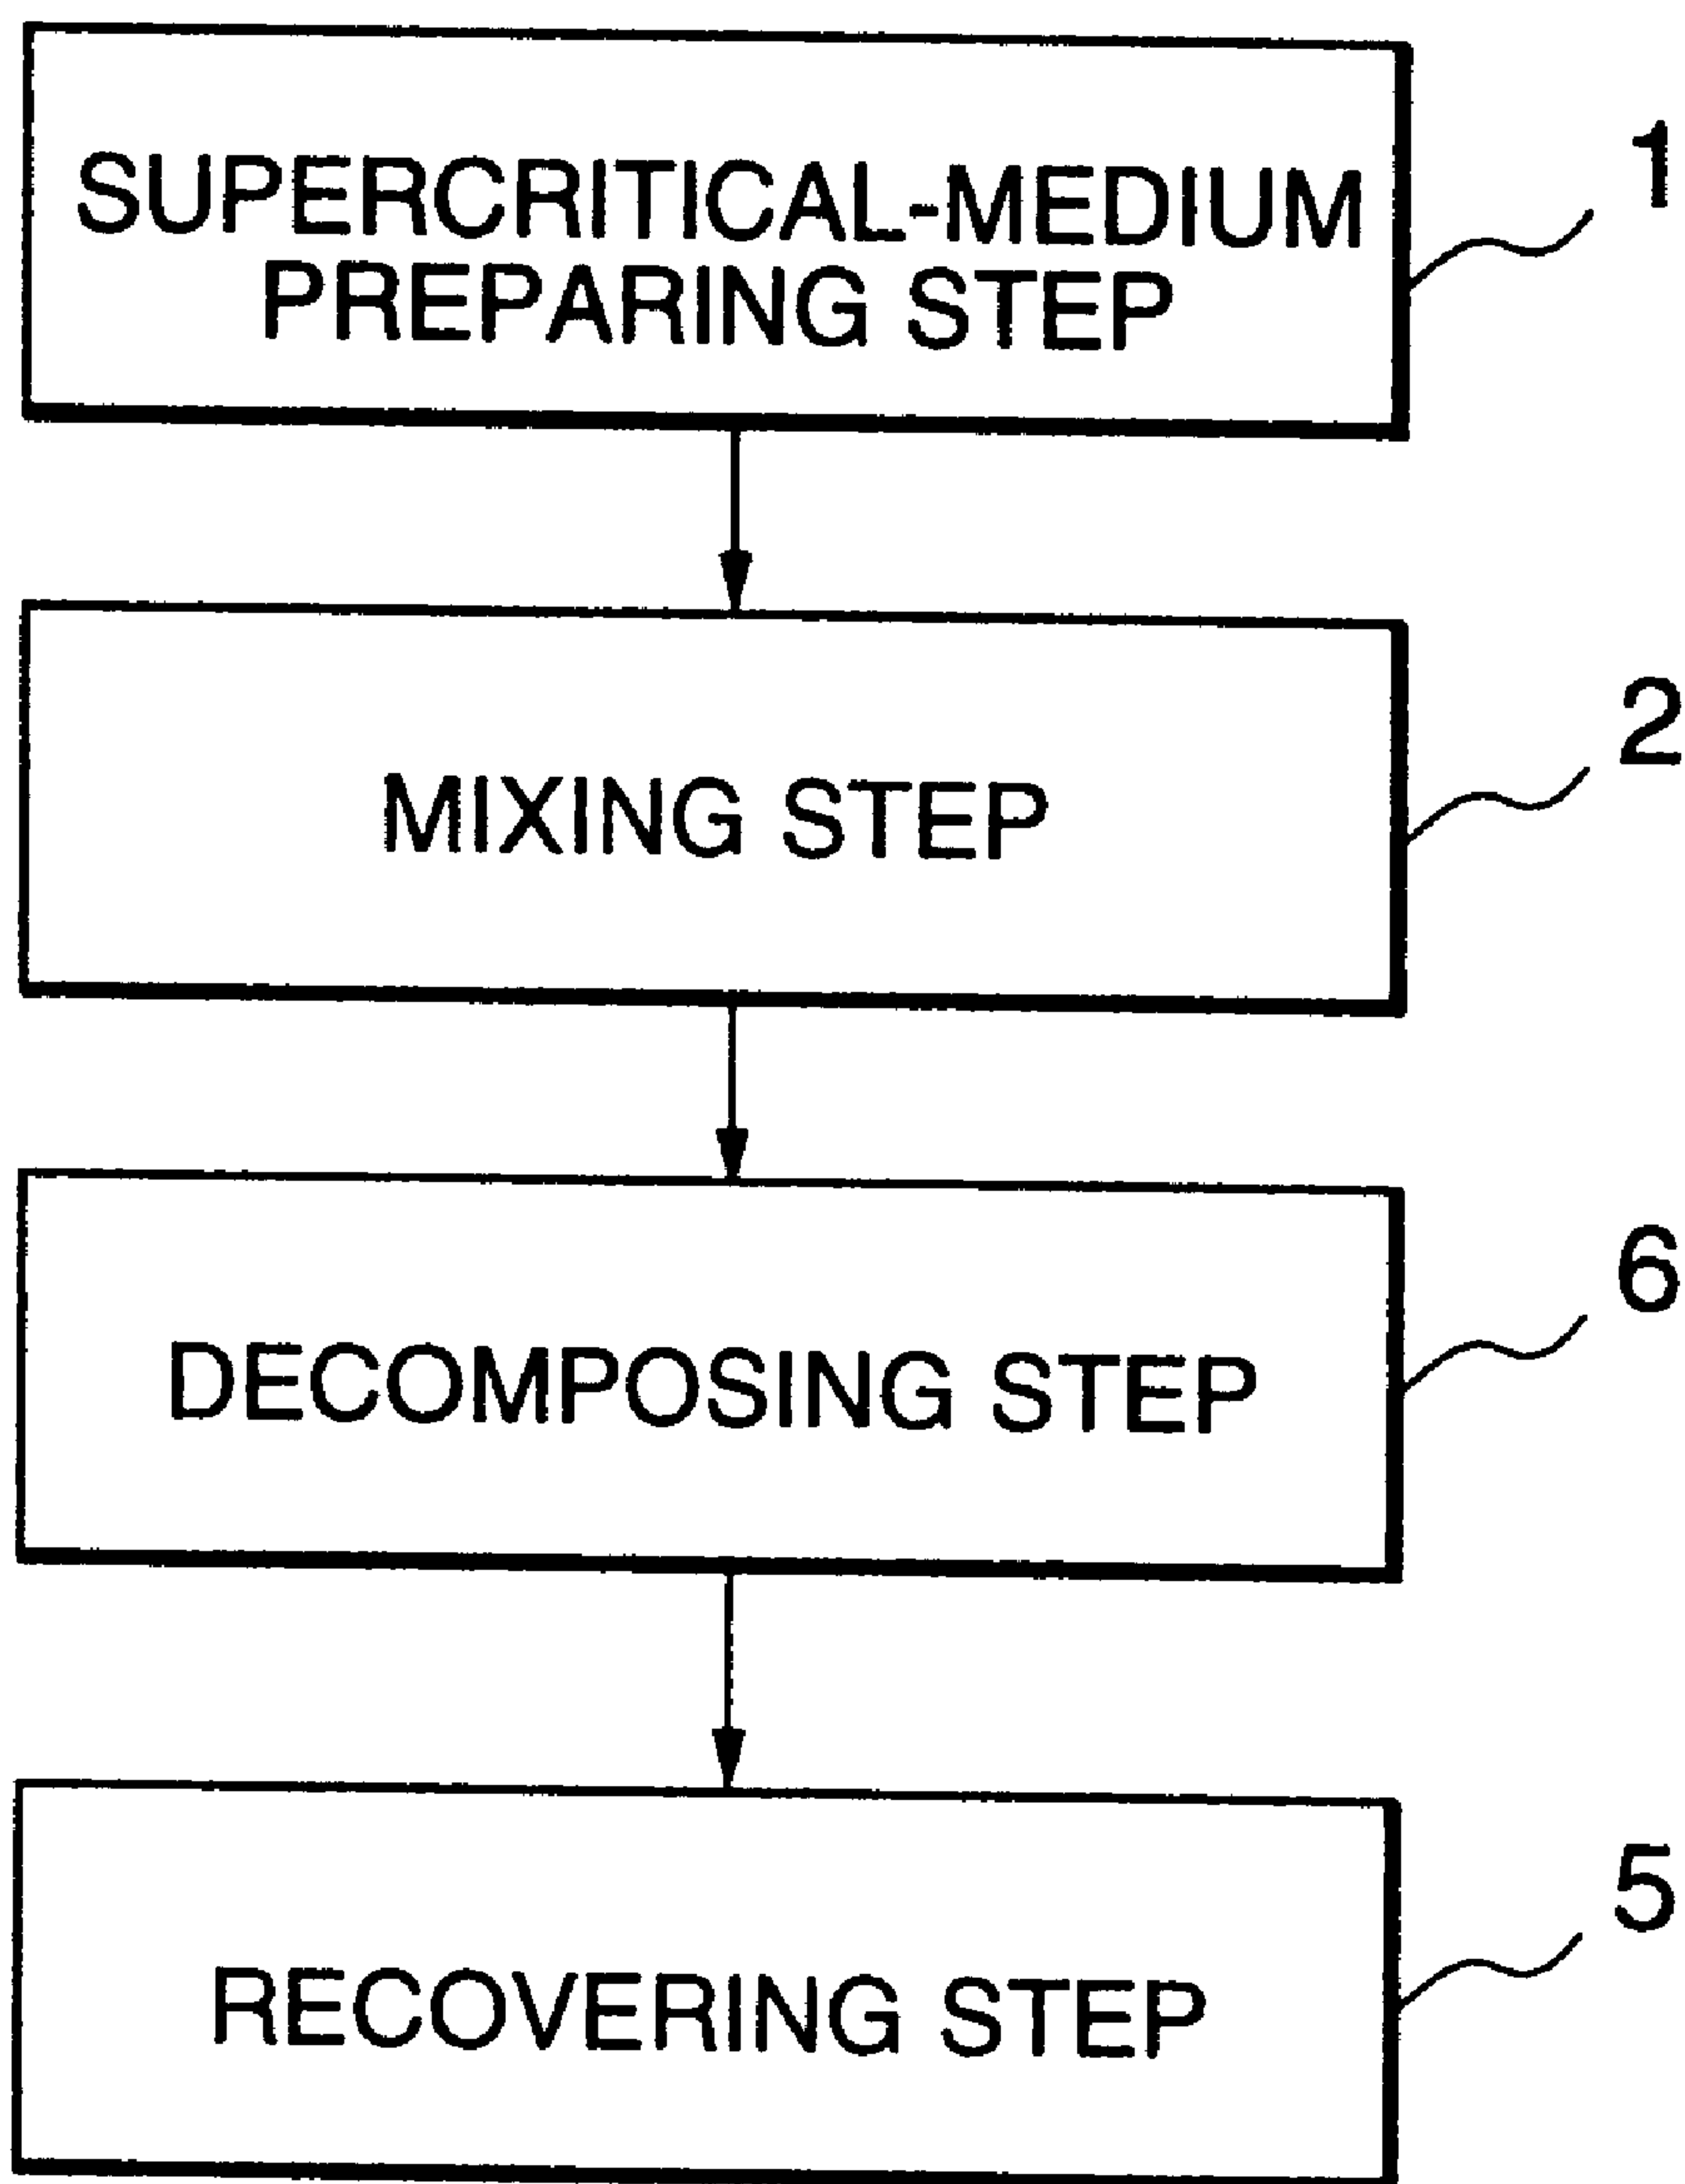 SUPERCRITICAL-MEDIUM
PREPARING STEP
1
MIXING STEP
2
DECOMPOSING STEP
6
RECOVERING STEP
5